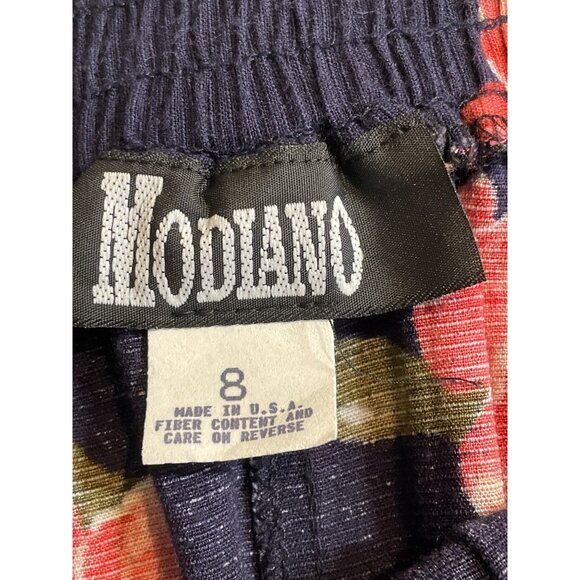 MODIANO
8
MADE IN U.S.A.
FIBER CONTENT AND
CARE ON REVERSE